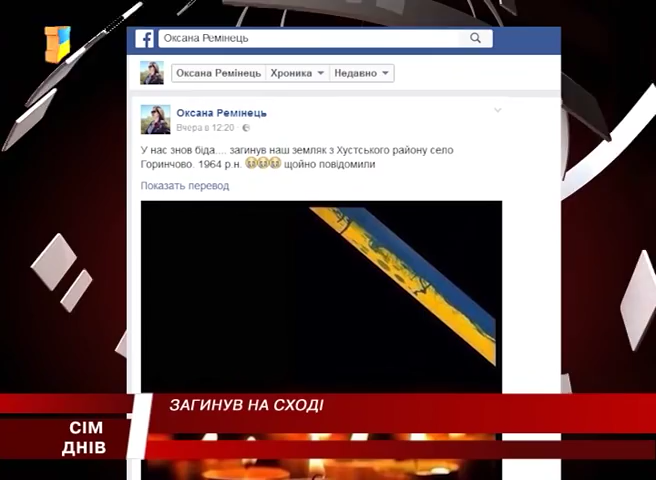 Оксана Ремінець
Оксана Ремінець Хроника Недавно
Оксана Ремінець
Вчера в 12:20
У нас знов біда.... загинув наш земляк з Хустського району село
Горинчово. 1964 р.н. щойно повідомили
Показать перевод
ЗАГИНУВ НА СХОДІ
СІМ
ДНІВ